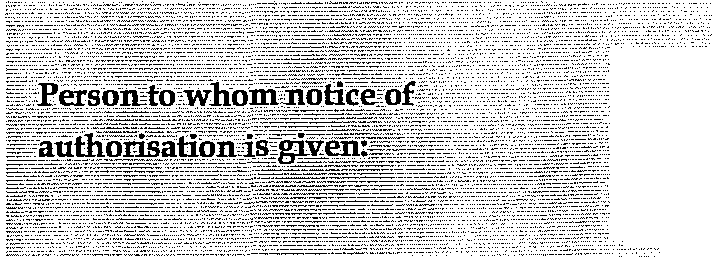 Person to whom notice of
authorisation is given: